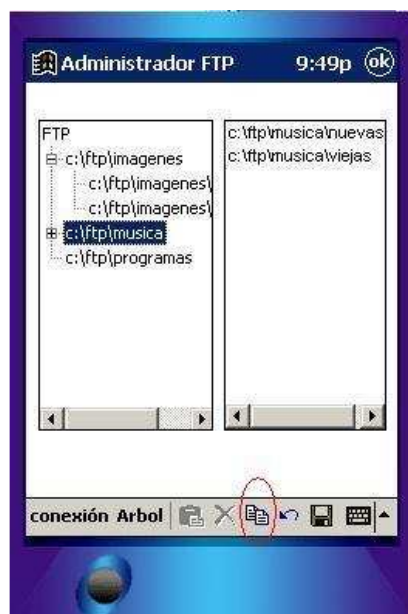 Administrador FTP 9:49p ok
FTP
c:\ftp\imagenes
c:\ftp\imagenes\
c:\ftp\imagenes\
c:\ftp\musica
c:\ftp\programas
c:\ftp\musica\nuevas
c:\ftp\musica\viejas
conexión Arbol